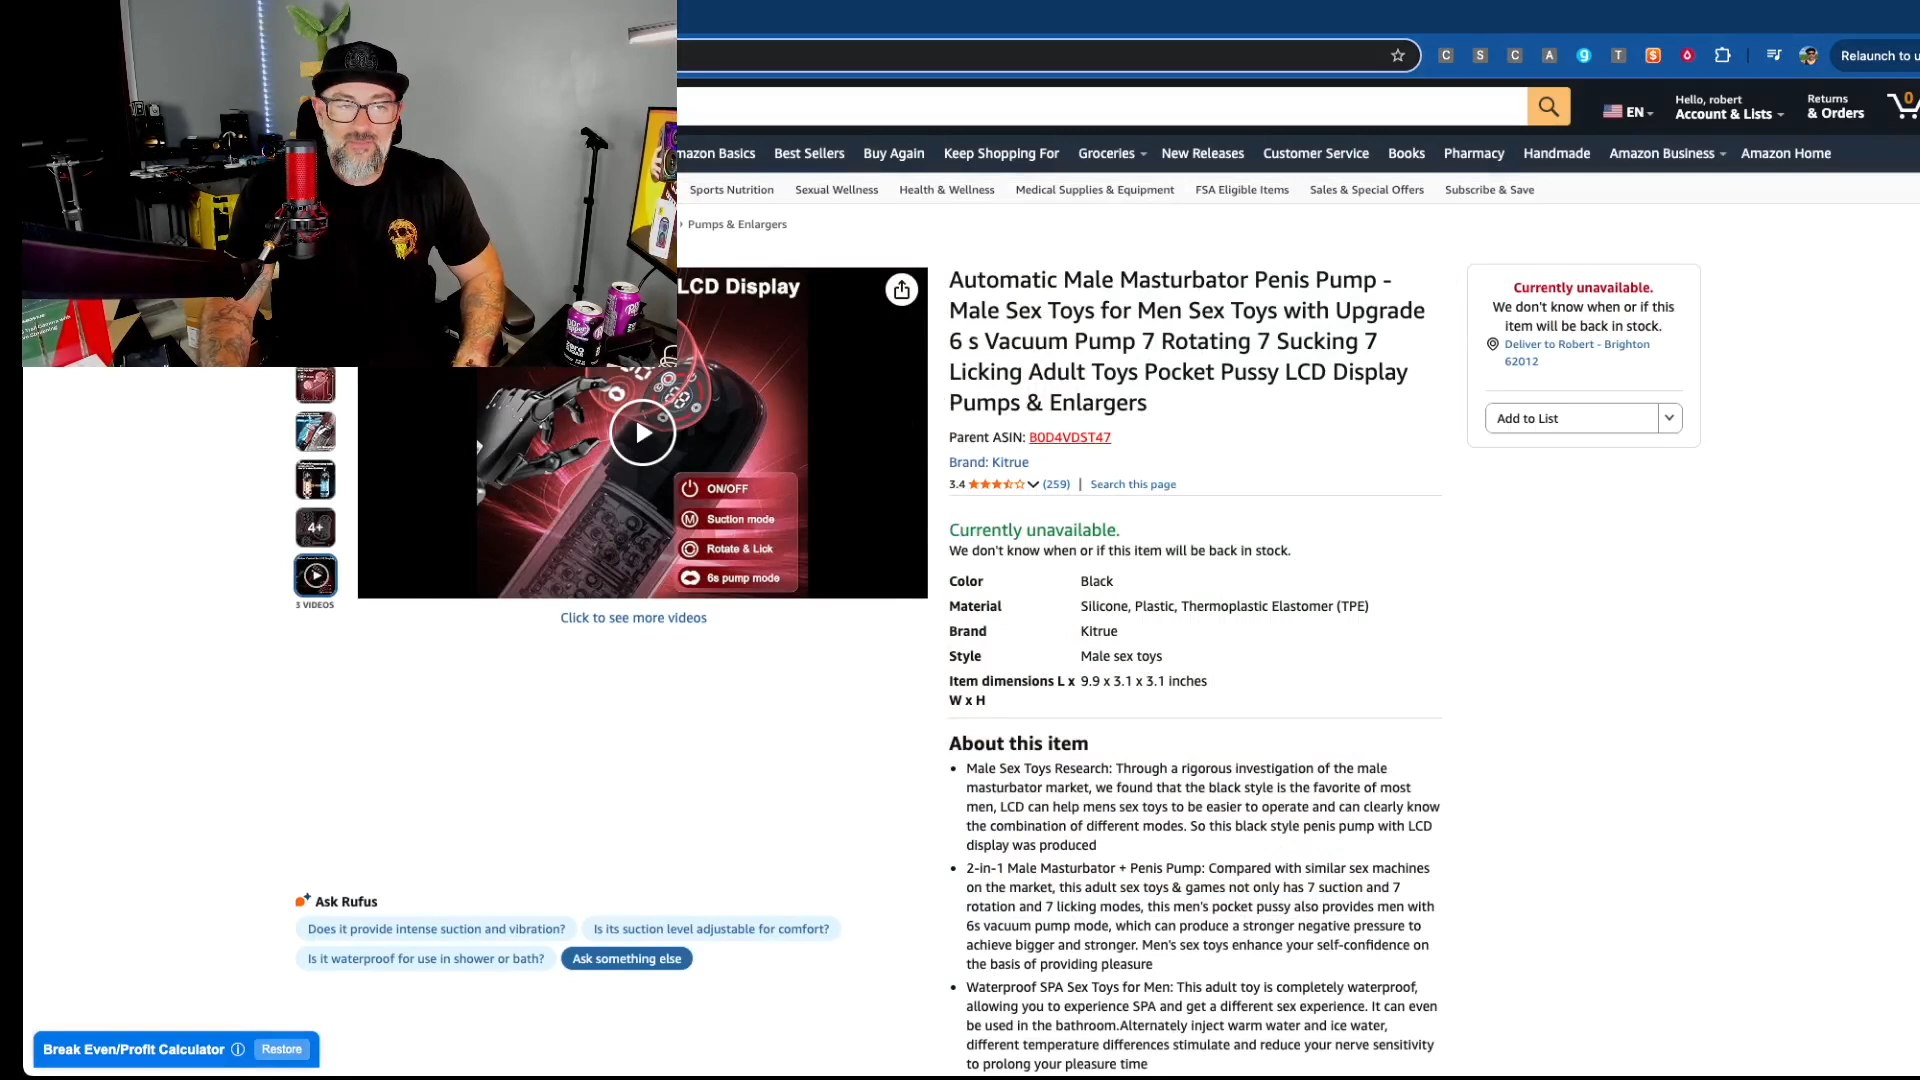 Relaunch to u
EN
Hello, robert
Account & Lists
Returns
& Orders
0
mazon Basics
Best Sellers
Buy Again
Keep Shopping For
Groceries
New Releases
Customer Service
Books
Pharmacy
Handmade
Amazon Business
Amazon Home
Sports Nutrition
Sexual Wellness
Health & Wellness
Medical Supplies & Equipment
FSA Eligible Items
Sales & Special Offers
Subscribe & Save
› Pumps & Enlargers
LCD Display
ON/OFF
M Suction mode
Rotate & Lick
6s pump mode
4+
3 VIDEOS
Click to see more videos
Automatic Male Masturbator Penis Pump -
Male Sex Toys for Men Sex Toys with Upgrade
6 s Vacuum Pump 7 Rotating 7 Sucking 7
Licking Adult Toys Pocket Pussy LCD Display
Pumps & Enlargers
Parent ASIN: B0D4VDST47
Brand: Kitrue
3.4 (259) | Search this page
Currently unavailable.
We don't know when or if this item will be back in stock.
Color Black
Material Silicone, Plastic, Thermoplastic Elastomer (TPE)
Brand Kitrue
Style Male sex toys
Item dimensions L x 9.9 x 3.1 x 3.1 inches
W x H
About this item
• Male Sex Toys Research: Through a rigorous investigation of the male
masturbator market, we found that the black style is the favorite of most
men, LCD can help mens sex toys to be easier to operate and can clearly know
the combination of different modes. So this black style penis pump with LCD
display was produced
• 2-in-1 Male Masturbator + Penis Pump: Compared with similar sex machines
on the market, this adult sex toys & games not only has 7 suction and 7
rotation and 7 licking modes, this men's pocket pussy also provides men with
6s vacuum pump mode, which can produce a stronger negative pressure to
achieve bigger and stronger. Men's sex toys enhance your self-confidence on
the basis of providing pleasure
• Waterproof SPA Sex Toys for Men: This adult toy is completely waterproof,
allowing you to experience SPA and get a different sex experience. It can even
be used in the bathroom.Alternately inject warm water and ice water,
different temperature differences stimulate and reduce your nerve sensitivity
to prolong your pleasure time
Currently unavailable.
We don't know when or if this
item will be back in stock.
Deliver to Robert - Brighton
62012
Add to List
Ask Rufus
Does it provide intense suction and vibration?
Is its suction level adjustable for comfort?
Is it waterproof for use in shower or bath?
Ask something else
Break Even/Profit Calculator
Restore